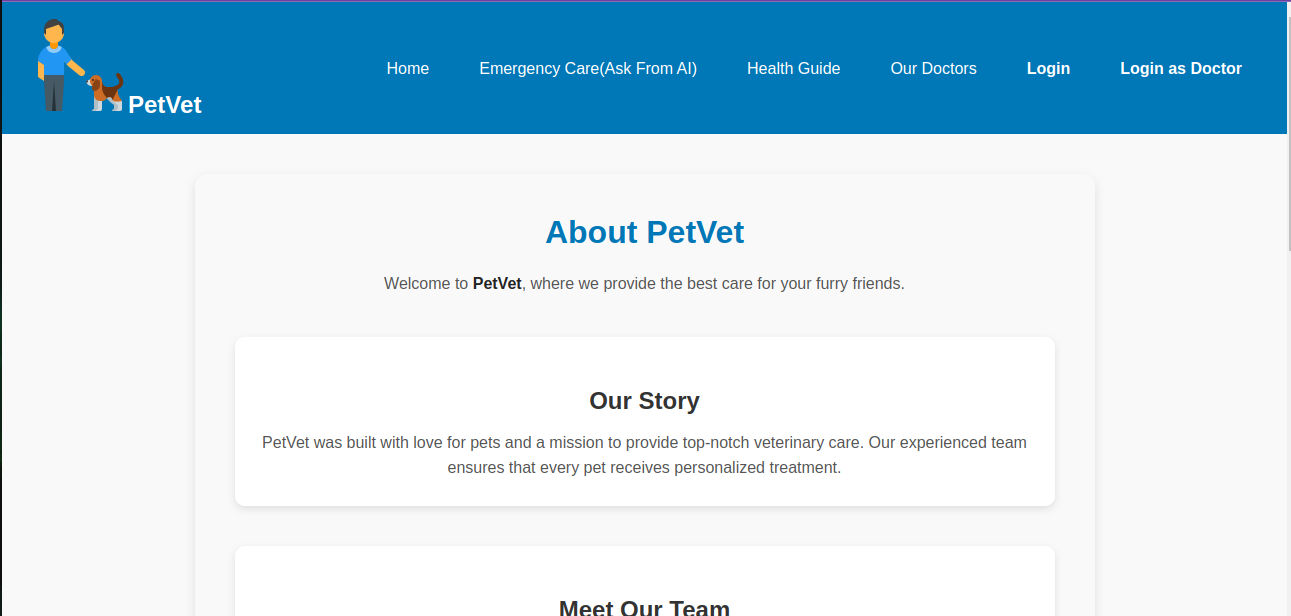 PetVet
Home
Emergency Care(Ask From AI)
Health Guide
Our Doctors
Login
Login as Doctor
About PetVet
Welcome to PetVet, where we provide the best care for your furry friends.
Our Story
PetVet was built with love for pets and a mission to provide top-notch veterinary care. Our experienced team
ensures that every pet receives personalized treatment.
Meet Our Team